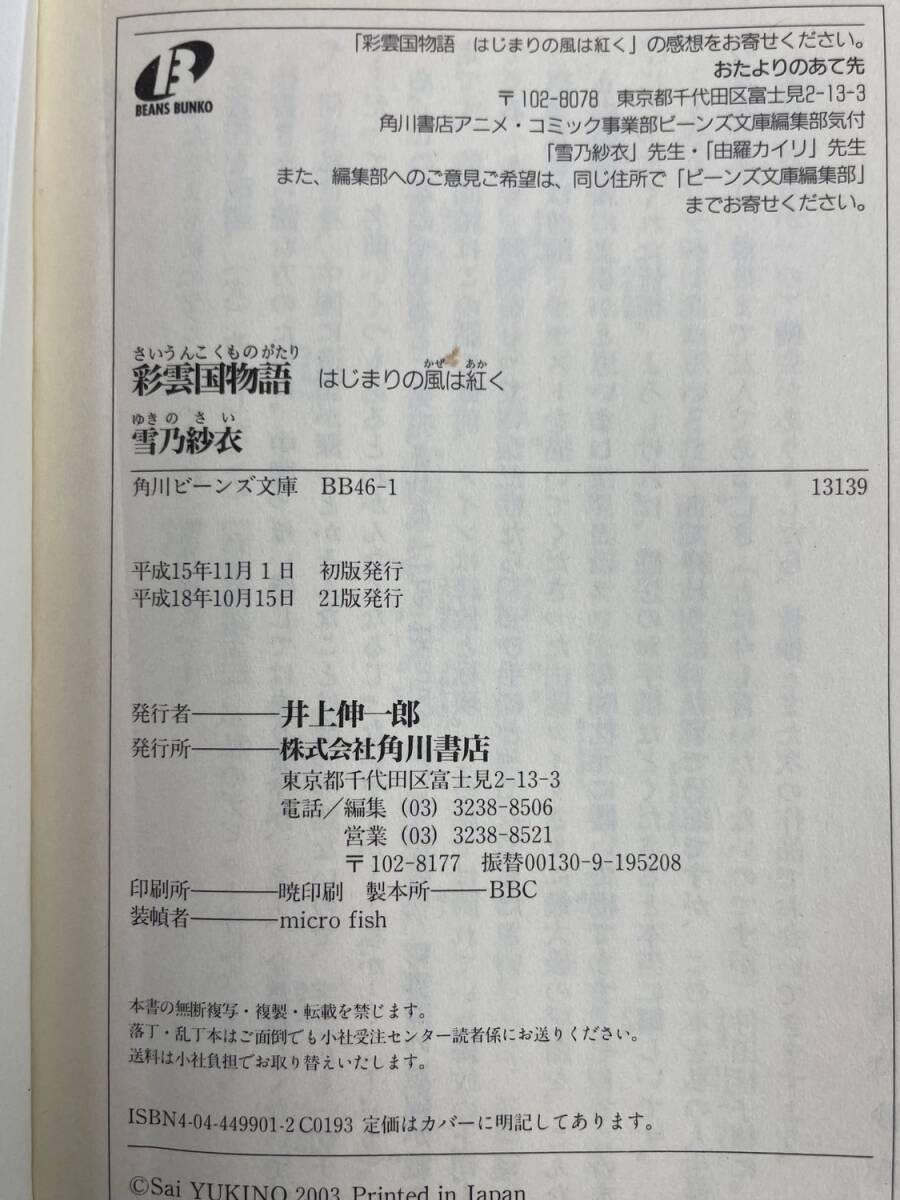 BEANS BUNKO
「彩雲国物語 はじまりの風は紅く」の感想をお寄せください。
おたよりのあて先
〒102-8078 東京都千代田区富士見2-13-3
角川書店アニメ・コミック事業部ビーンズ文庫編集部気付
「雪乃紗衣」先生・「由羅カイリ」先生
また、編集部へのご意見ご希望は、同じ住所で「ビーンズ文庫編集部」
までお寄せください。
さいうんこくものがたり かぜ あか
彩雲国物語 はじまりの風は紅く
ゆきの さい
雪乃紗衣
角川ビーンズ文庫 BB46-1 13139
平成15年11月1日 初版発行
平成18年10月15日 21版発行
発行者―――井上伸一郎
発行所―――株式会社角川書店
東京都千代田区富士見2-13-3
電話／編集 (03) 3238-8506
営業 (03) 3238-8521
〒102-8177 振替00130-9-195208
印刷所―――暁印刷 製本所――BBC
装幀者―――micro fish
本書の無断複写・複製・転載を禁じます。
落丁・乱丁本はご面倒でも小社受注センター読者係にお送りください。
送料は小社負担でお取り替えいたします。
ISBN4-04-449901-2 C0193 定価はカバーに明記してあります。
©Sai YUKINO 2003 Printed in Japan